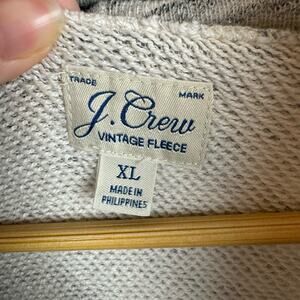 TRADE MARK
J.Crew
VINTAGE FLEECE
XL
MADE IN
PHILIPPINES